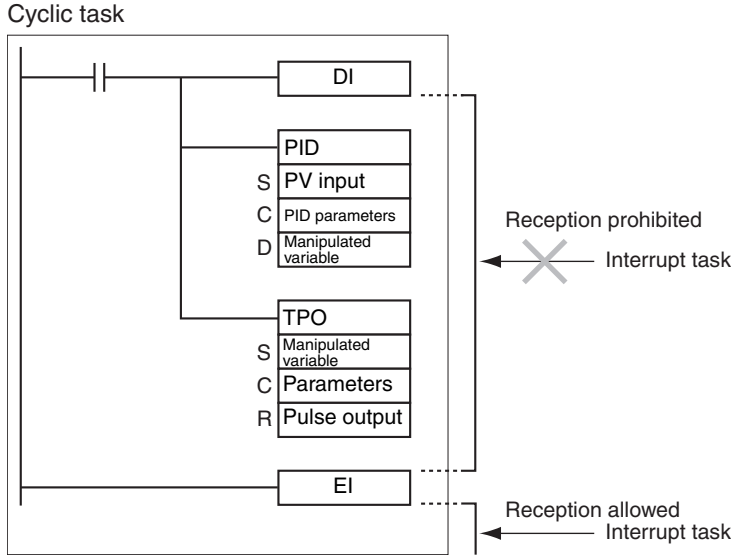 Cyclic task
DI
PID
S PV input
C PID parameters
D Manipulated
variable
Reception prohibited
Interrupt task
TPO
S Manipulated
variable
C Parameters
R Pulse output
EI
Reception allowed
Interrupt task